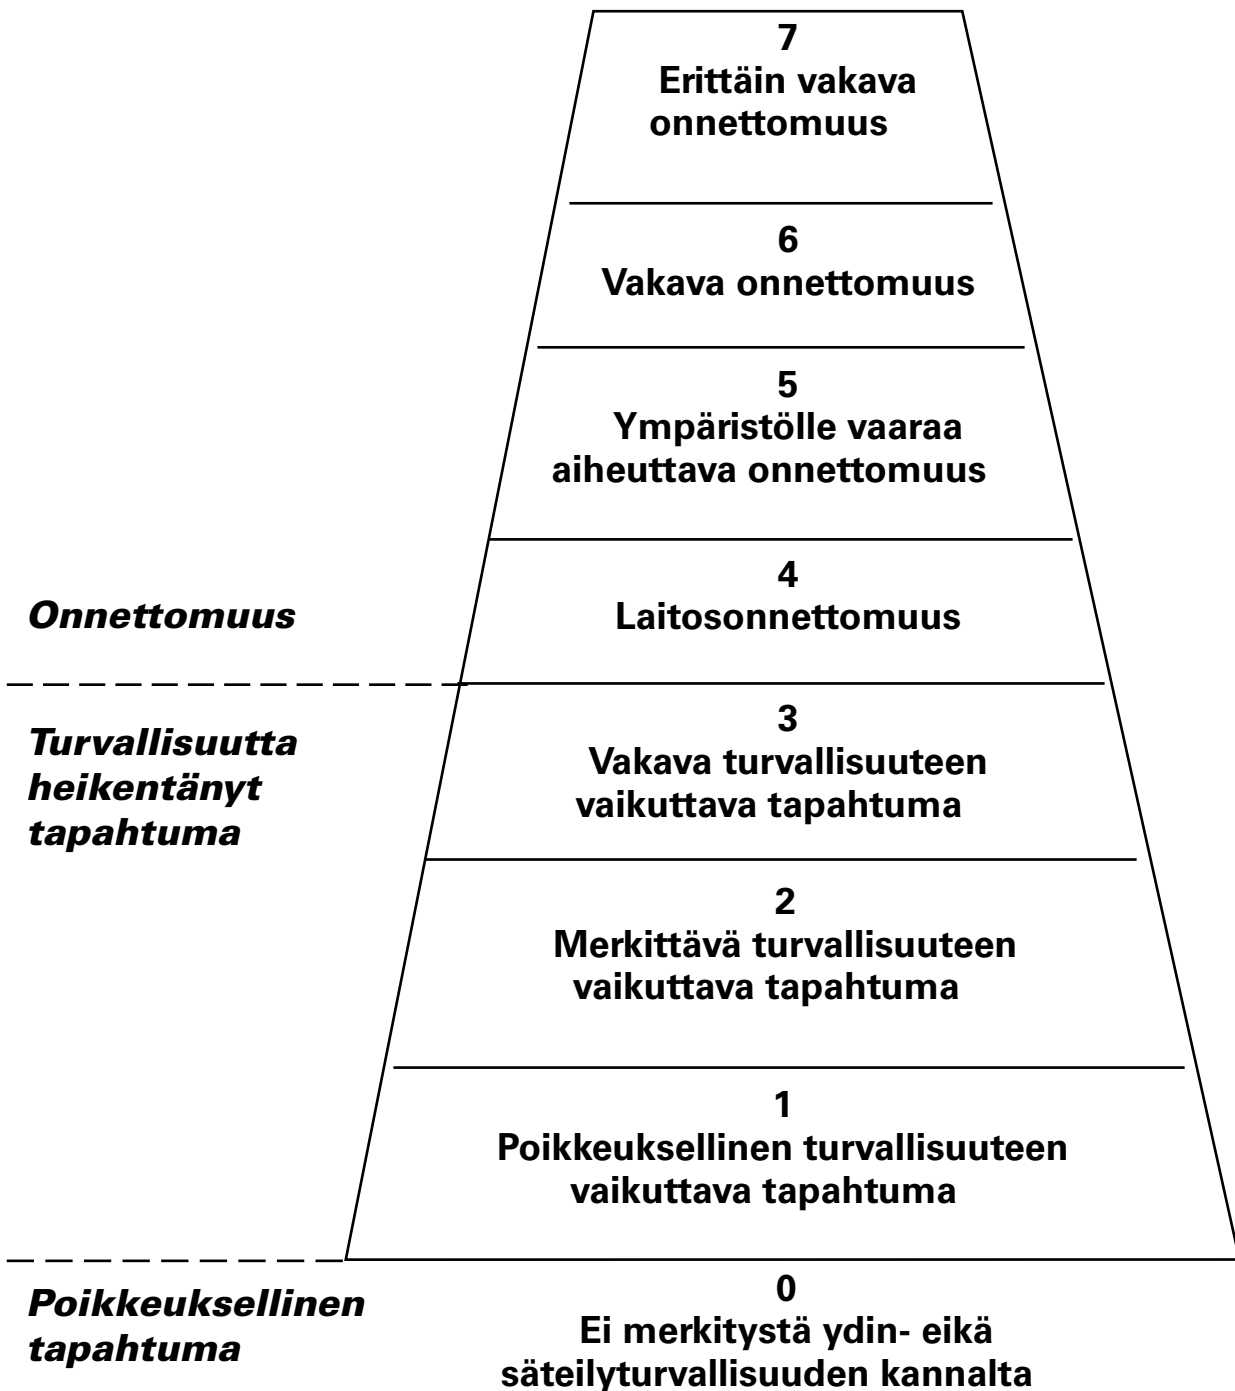 7
Erittäin vakava
onnettomuus
6
Vakava onnettomuus
5
Ympäristölle vaaraa
aiheuttava onnettomuus
4
Laitosonnettomuus
Onnettomuus
3
Vakava turvallisuuteen
vaikuttava tapahtuma
Turvallisuutta
heikentänyt
tapahtuma
2
Merkittävä turvallisuuteen
vaikuttava tapahtuma
1
Poikkeuksellinen turvallisuuteen
vaikuttava tapahtuma
0
Ei merkitystä ydin- eikä
säteilyturvallisuuden kannalta
Poikkeuksellinen
tapahtuma